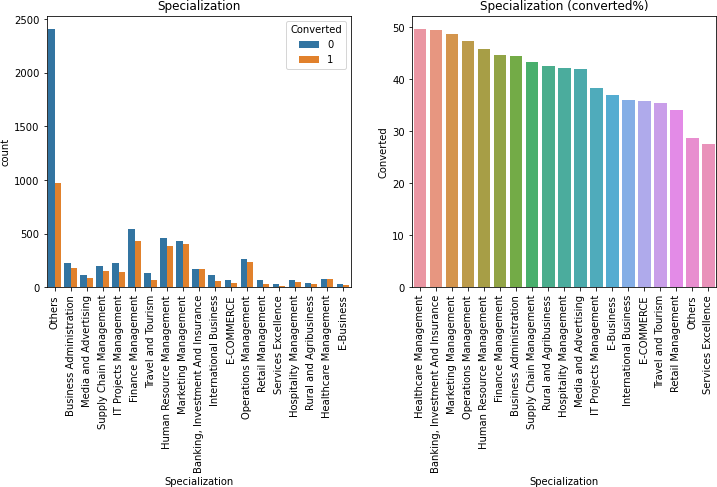 Specialization
Converted
0
1
2500
2000
1500
1000
500
0
count
Others
Business Administration
Media and Advertising
Supply Chain Management
IT Projects Management
Finance Management
Travel and Tourism
Human Resource Management
Marketing Management
Banking, Investment And Insurance
International Business
E-COMMERCE
Operations Management
Retail Management
Services Excellence
Hospitality Management
Rural and Agribusiness
Healthcare Management
E-Business
Specialization
Specialization (converted%)
50
40
30
20
10
0
Converted
Healthcare Management
Banking, Investment And Insurance
Marketing Management
Operations Management
Human Resource Management
Finance Management
Business Administration
Supply Chain Management
Rural and Agribusiness
Hospitality Management
Media and Advertising
IT Projects Management
E-Business
International Business
E-COMMERCE
Travel and Tourism
Retail Management
Others
Services Excellence
Specialization